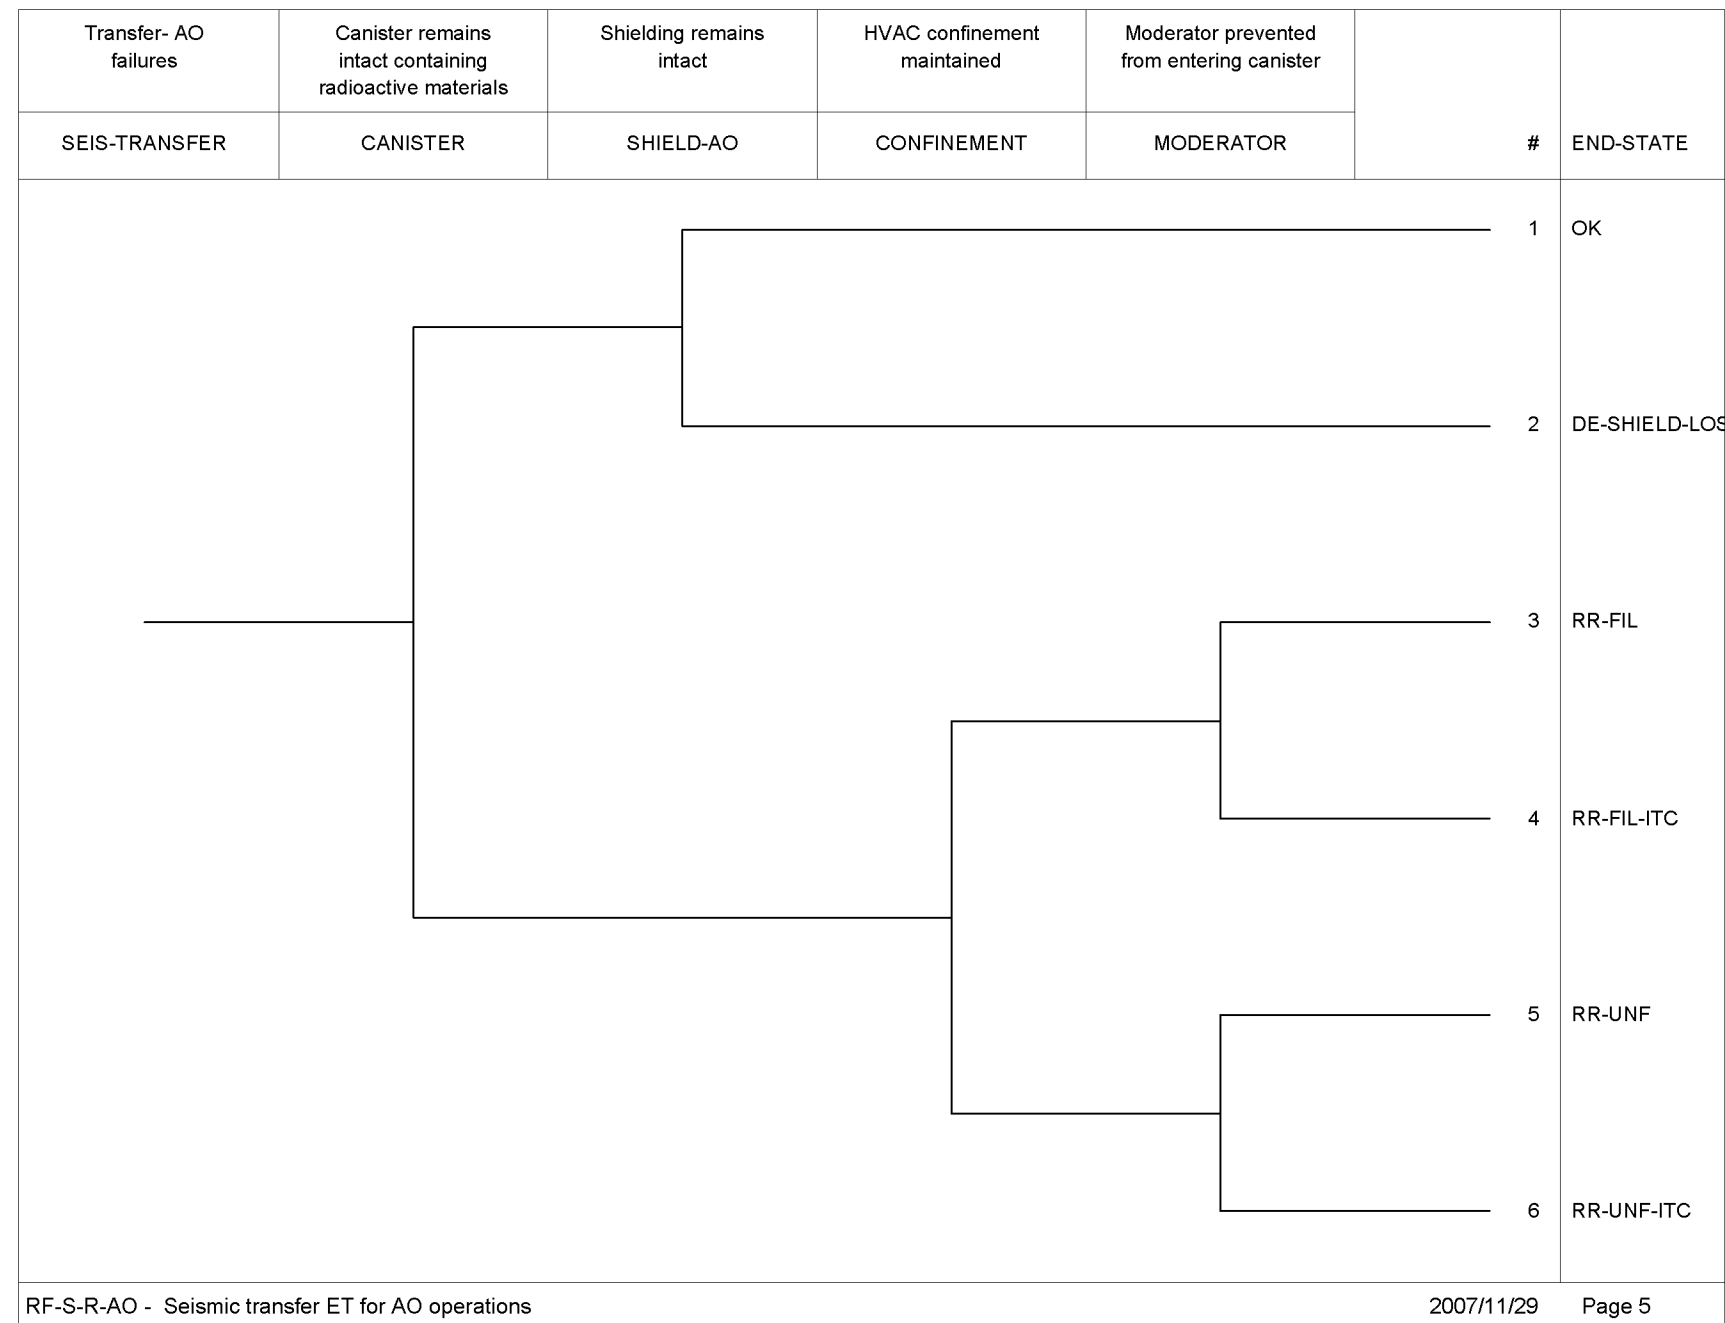 Transfer- AO
failures
Canister remains
intact containing
radioactive materials
Shielding remains
intact
HVAC confinement
maintained
Moderator prevented
from entering canister
SEIS-TRANSFER
CANISTER
SHIELD-AO
CONFINEMENT
MODERATOR
#
END-STATE
1 OK
2 DE-SHIELD-LOS
3 RR-FIL
4 RR-FIL-ITC
5 RR-UNF
6 RR-UNF-ITC
RF-S-R-AO - Seismic transfer ET for AO operations
2007/11/29 Page 5